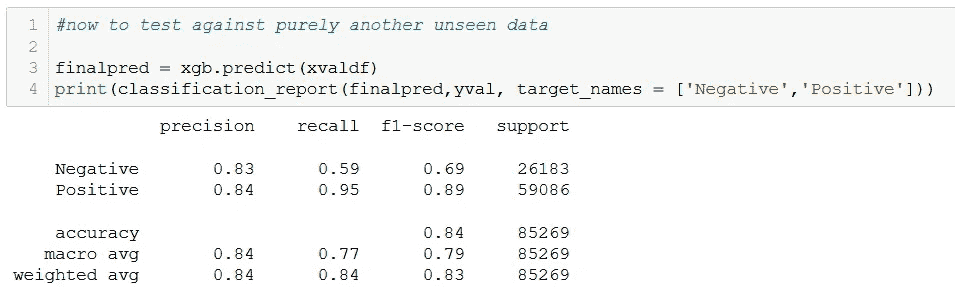 1 #now to test against purely another unseen data
2
3 finalpred = xgb.predict(xvaldf)
4 print(classification_report(finalpred,yval, target_names = ['Negative','Positive']))
precision recall f1-score support
Negative 0.83 0.59 0.69 26183
Positive 0.84 0.95 0.89 59086
accuracy 0.84 85269
macro avg 0.84 0.77 0.79 85269
weighted avg 0.84 0.84 0.83 85269